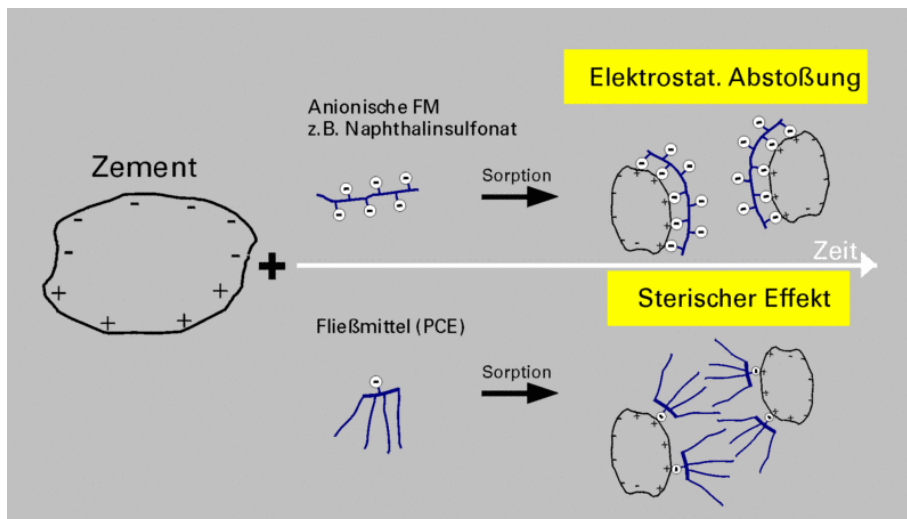 Elektrostat. Abstoßung
Anionische FM
z.B. Naphthalinsulfonat
Zement
Sorption
Zeit
Sterischer Effekt
Fließmittel (PCE)
Sorption